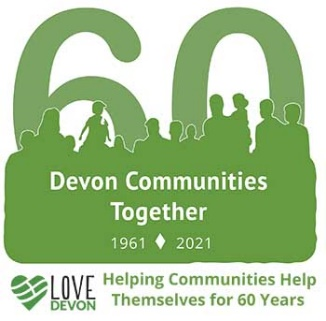 60
Devon Communities
Together
1961 ♦ 2021
LOVE
DEVON
Helping Communities Help
Themselves for 60 Years